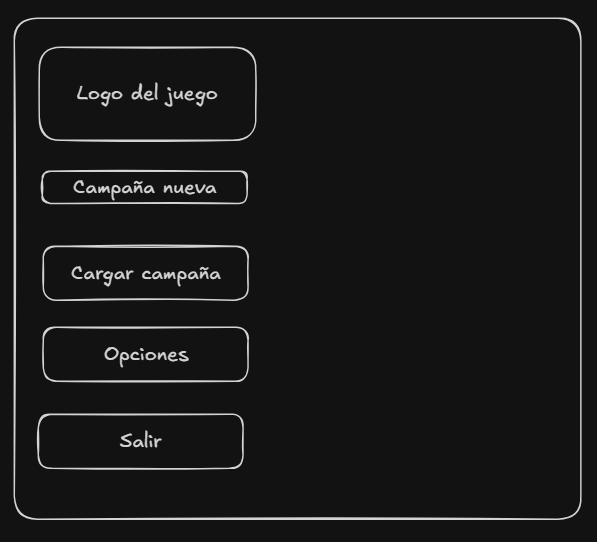 Logo del juego
Campaña nueva
Cargar campaña
Opciones
Salir